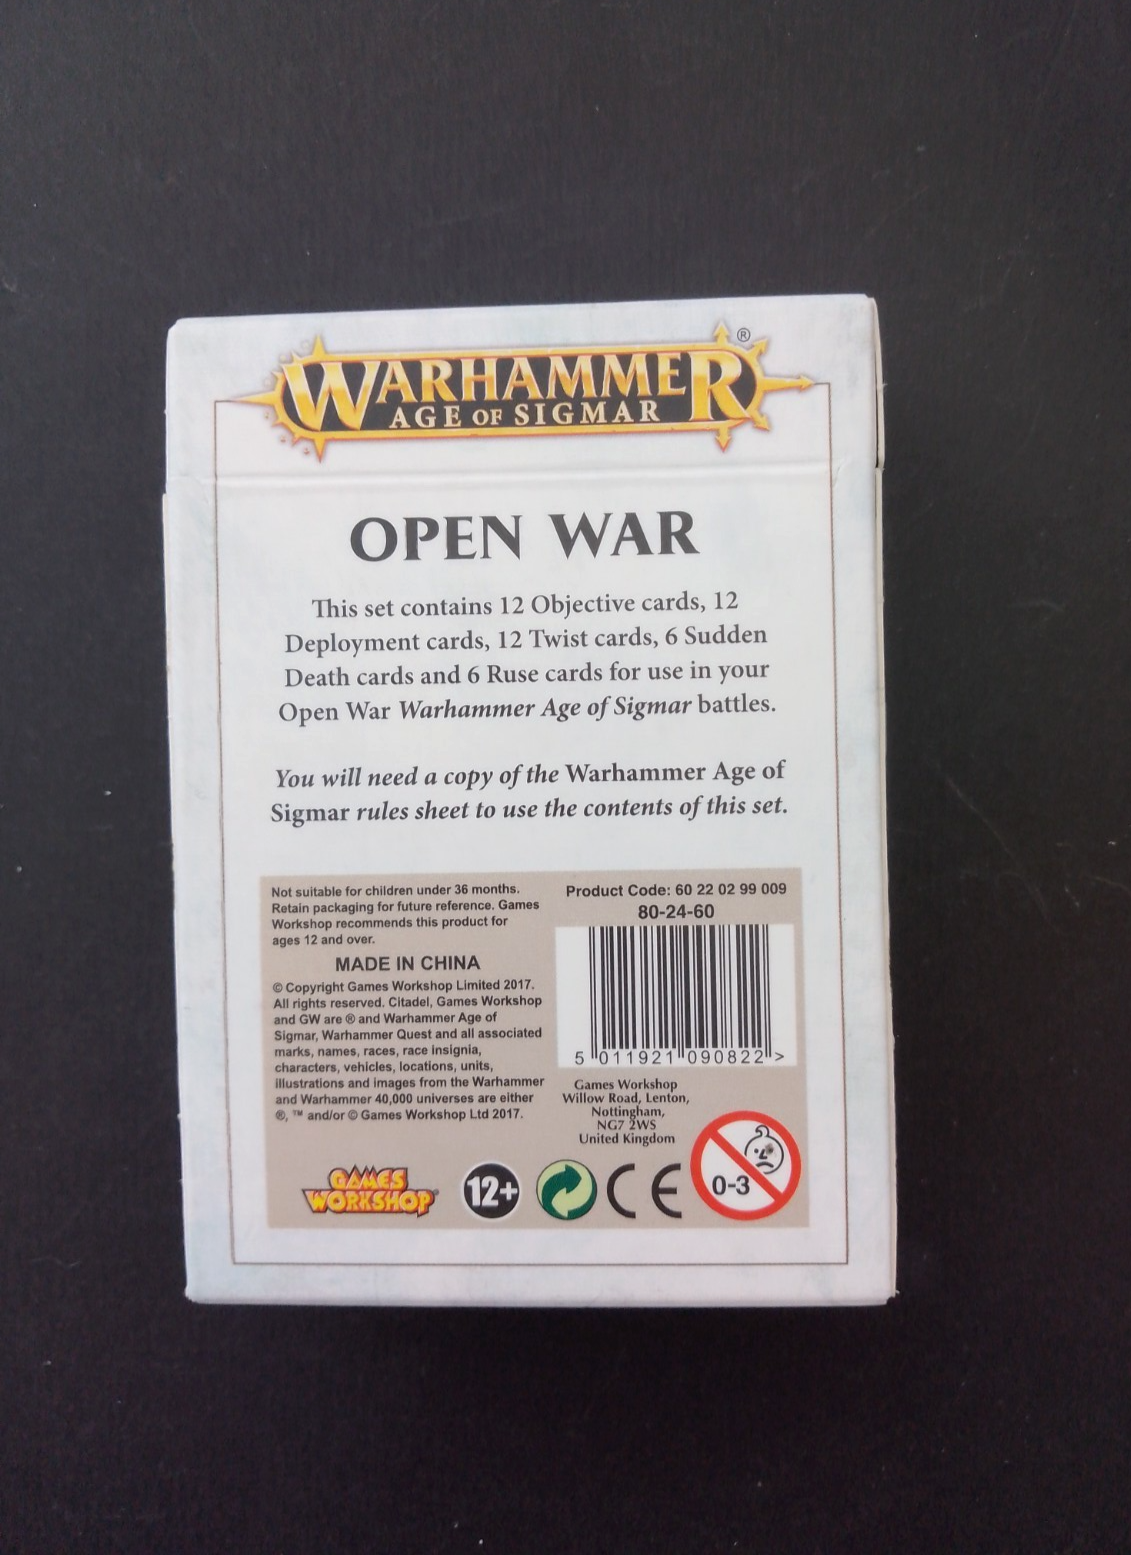 WARHAMMER®
AGE OF SIGMAR
OPEN WAR
This set contains 12 Objective cards, 12
Deployment cards, 12 Twist cards, 6 Sudden
Death cards and 6 Ruse cards for use in your
Open War Warhammer Age of Sigmar battles.
You will need a copy of the Warhammer Age of
Sigmar rules sheet to use the contents of this set.
Not suitable for children under 36 months.
Retain packaging for future reference. Games
Workshop recommends this product for
ages 12 and over.
MADE IN CHINA
© Copyright Games Workshop Limited 2017.
All rights reserved. Citadel, Games Workshop
and GW are ® and Warhammer Age of
Sigmar, Warhammer Quest and all associated
marks, names, races, race insignia,
characters, vehicles, locations, units,
illustrations and images from the Warhammer
and Warhammer 40,000 universes are either
®, ™ and/or © Games Workshop Ltd 2017.
Product Code: 60 22 02 99 009
80-24-60
5 011921 090822 >
Games Workshop
Willow Road, Lenton,
Nottingham,
NG7 2WS
United Kingdom
GAMES
WORKSHOP®
12+
CE
0-3